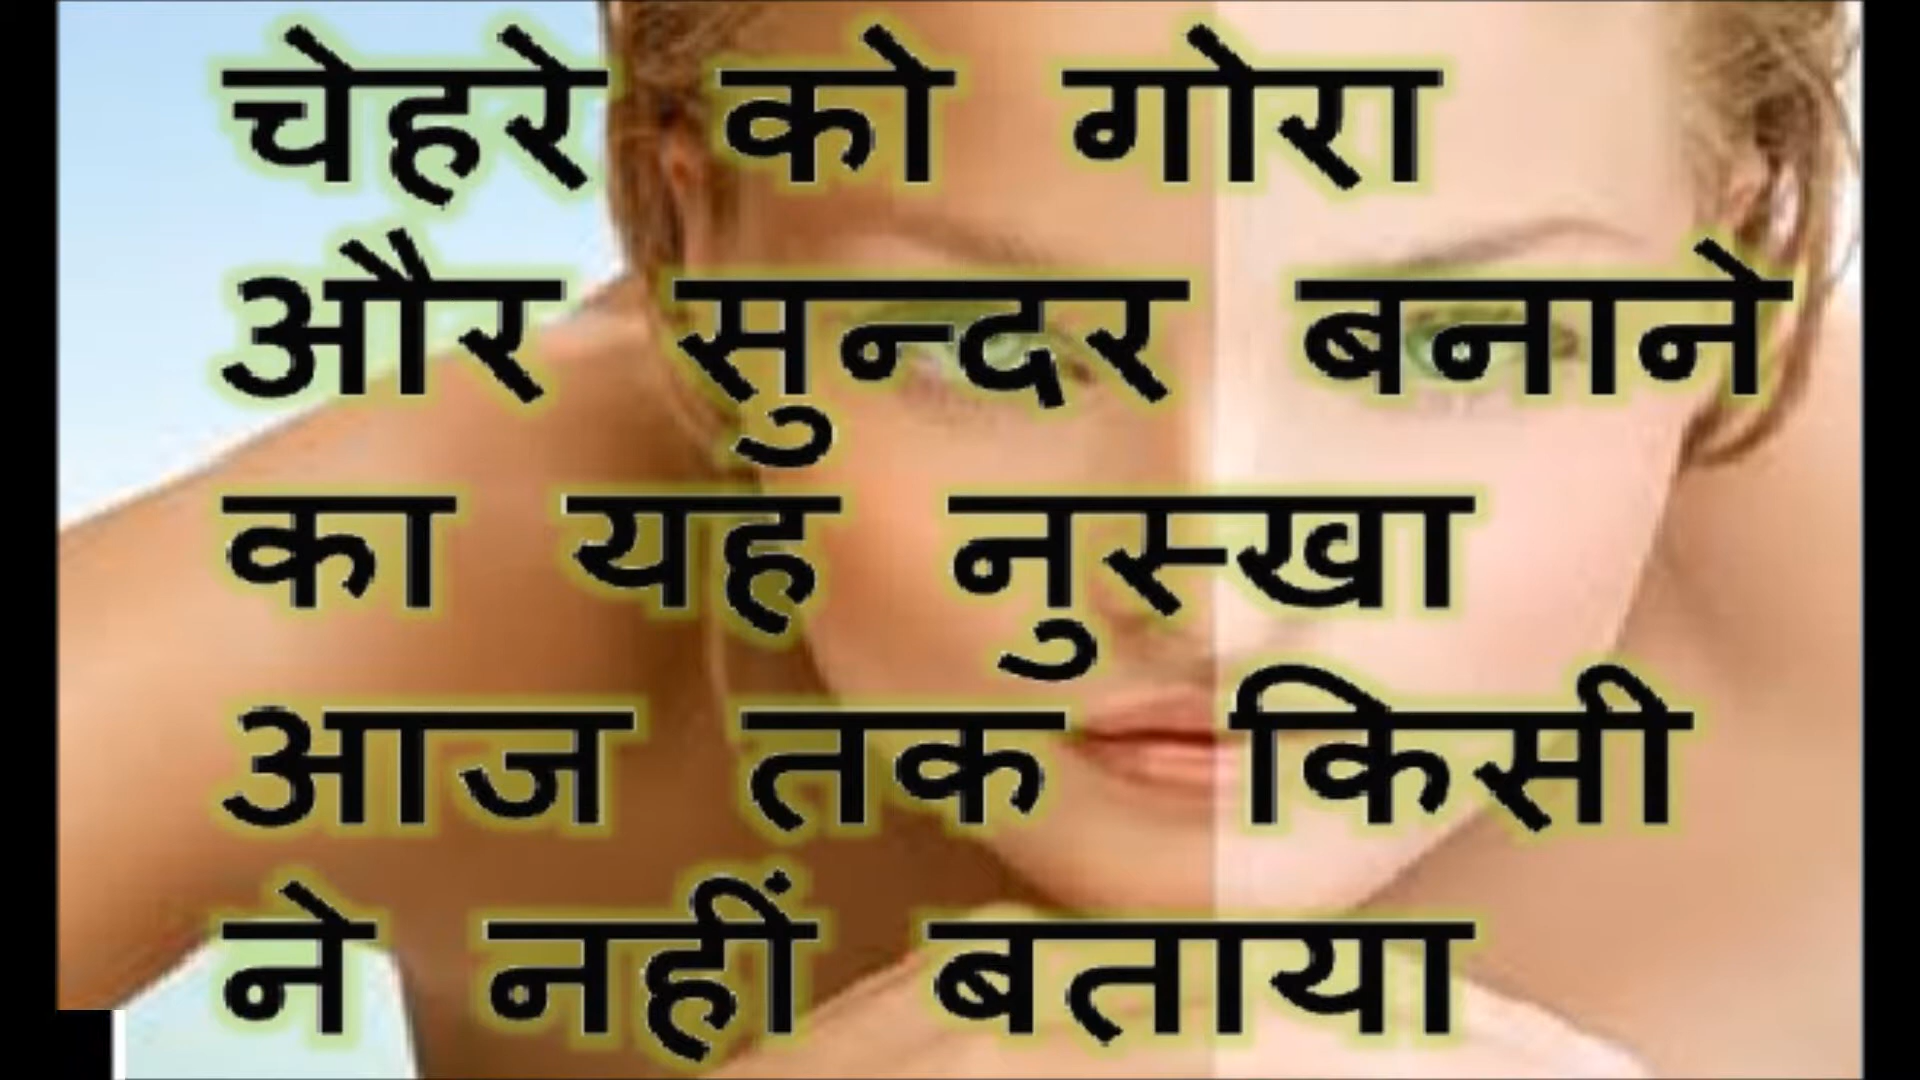 चेहरे को गोरा
और सुन्दर बनाने
का यह नुस्खा
आज तक किसी
ने नहीं बताया